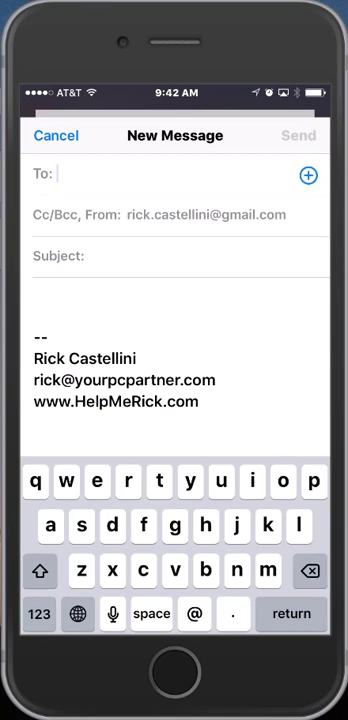 AT&T 9:42 AM
Cancel New Message Send
To:
Cc/Bcc, From: rick.castellini@gmail.com
Subject:
--
Rick Castellini
rick@yourpcpartner.com
www.HelpMeRick.com
q w e r t y u i o p
a s d f g h j k l
z x c v b n m
123 space @ . return